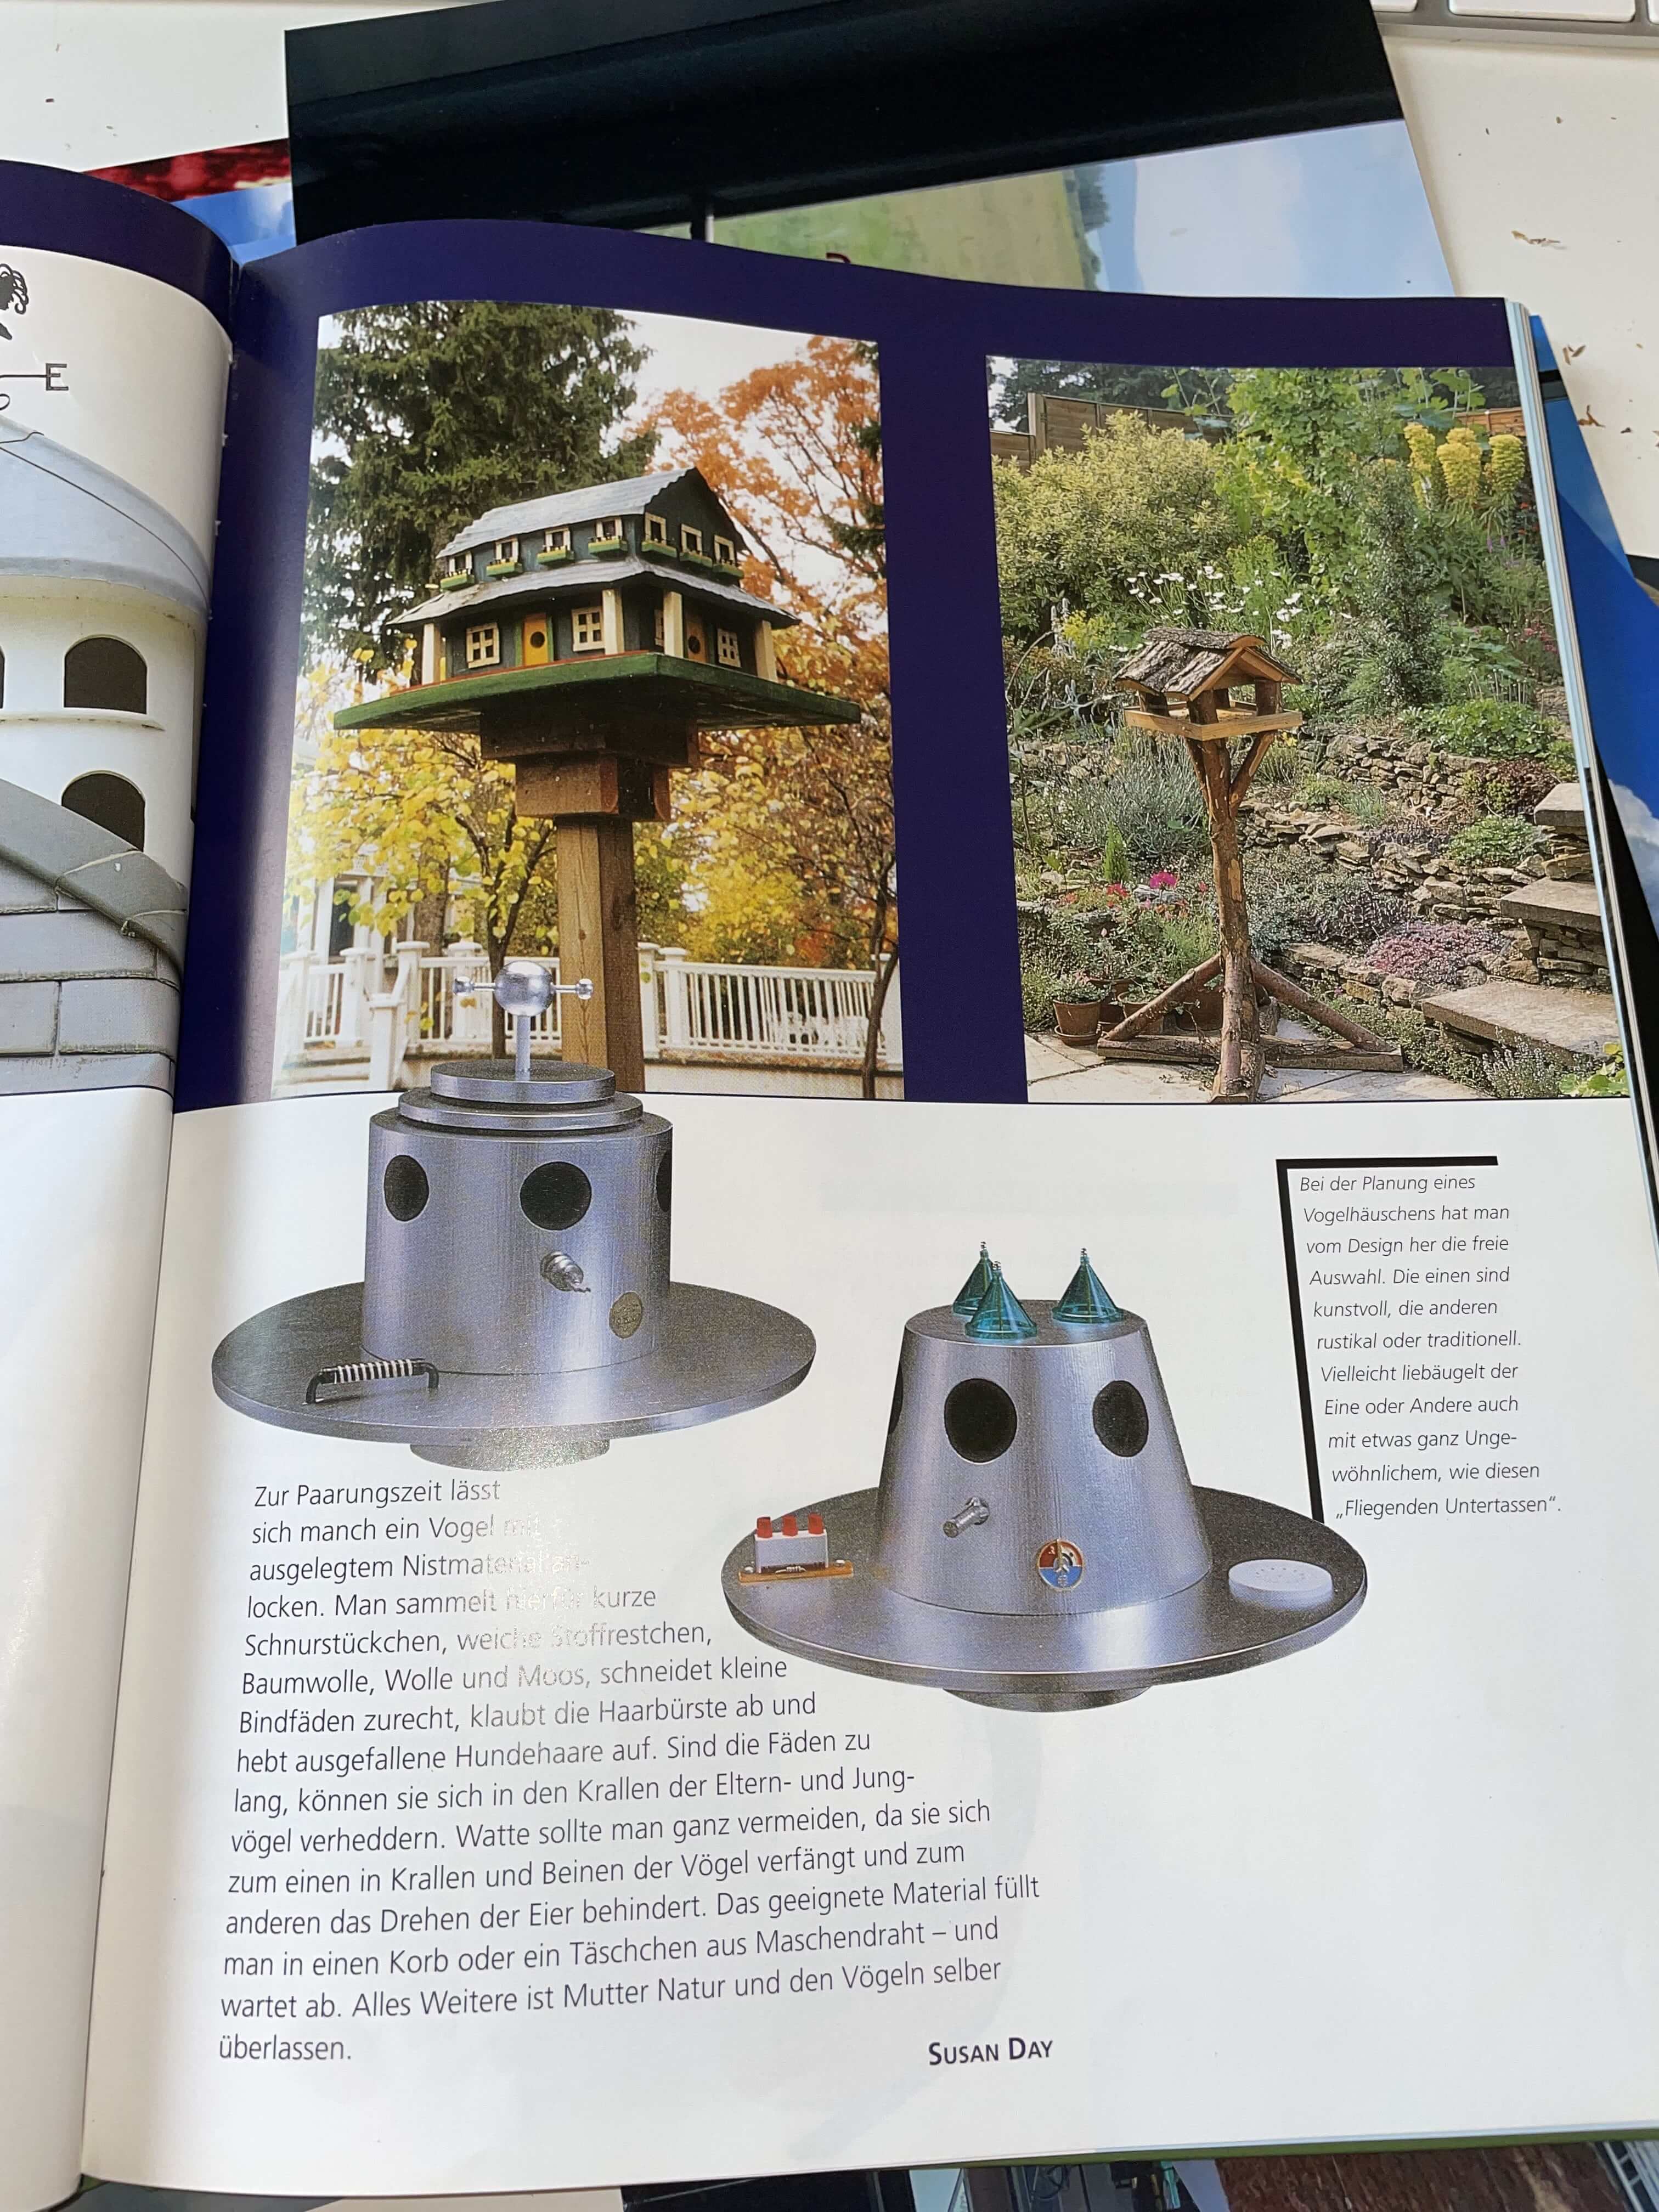 E
Bei der Planung eines
Vogelhäuschens hat man
vom Design her die freie
Auswahl. Die einen sind
kunstvoll, die anderen
rustikal oder traditionell.
Vielleicht liebäugelt der
Eine oder Andere auch
mit etwas ganz Unge-
wöhnlichem, wie diesen
„Fliegenden Untertassen“.
Zur Paarungszeit lässt
sich manch ein Vogel mit
ausgelegtem Nistmaterial an-
locken. Man sammelt hierfür kurze
Schnurstückchen, weiche Stoffrestchen,
Baumwolle, Wolle und Moos, schneidet kleine
Bindfäden zurecht, klaubt die Haarbürste ab und
hebt ausgefallene Hundehaare auf. Sind die Fäden zu
lang, können sie sich in den Krallen der Eltern- und Jung-
vögel verheddern. Watte sollte man ganz vermeiden, da sie sich
zum einen in Krallen und Beinen der Vögel verfängt und zum
anderen das Drehen der Eier behindert. Das geeignete Material füllt
man in einen Korb oder ein Täschchen aus Maschendraht – und
wartet ab. Alles Weitere ist Mutter Natur und den Vögeln selber
überlassen.
SUSAN DAY